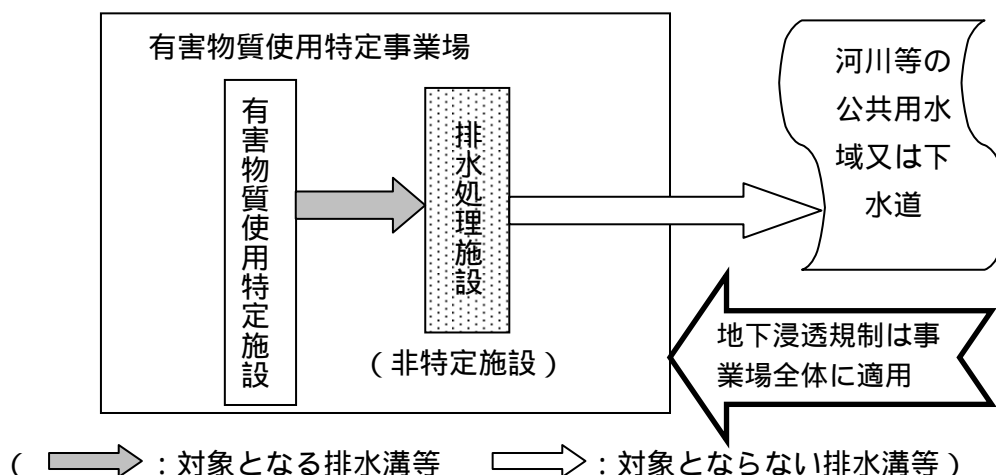 有害物質使用特定事業場
有害物質使用特定施設
排水処理施設
（非特定施設）
河川等の
公共用水
域又は下
水道
地下浸透規制は事
業場全体に適用
（　　：対象となる排水溝等　　：対象とならない排水溝等）